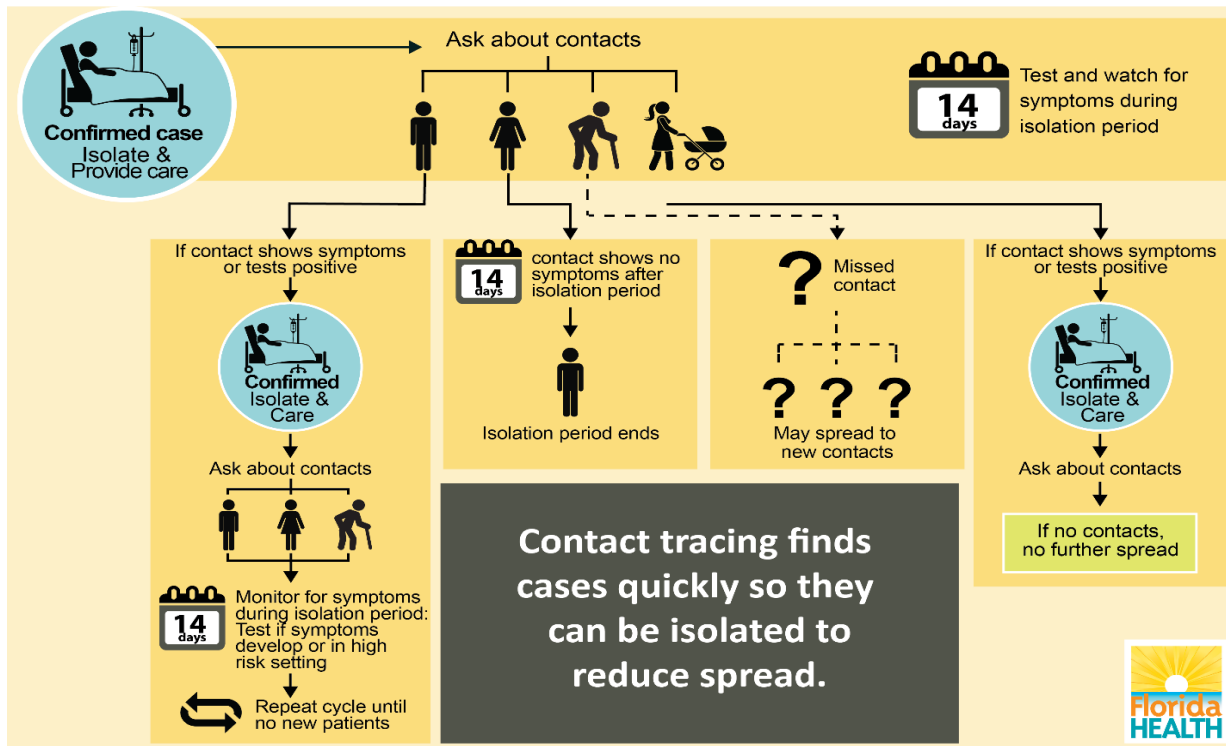 Confirmed case
Isolate &
Provide care
Ask about contacts
14
days
Test and watch for
symptoms during
isolation period
If contact shows symptoms
or tests positive
Confirmed
Isolate &
Care
Ask about contacts
14
days
Monitor for symptoms
during isolation period:
Test if symptoms
develop or in high
risk setting
Repeat cycle until
no new patients
14
days
contact shows no
symptoms after
isolation period
Isolation period ends
? Missed
contact
? ? ?
May spread to
new contacts
If contact shows symptoms
or tests positive
Confirmed
Isolate &
Care
Ask about contacts
If no contacts,
no further spread
Contact tracing finds
cases quickly so they
can be isolated to
reduce spread.
Florida
HEALTH